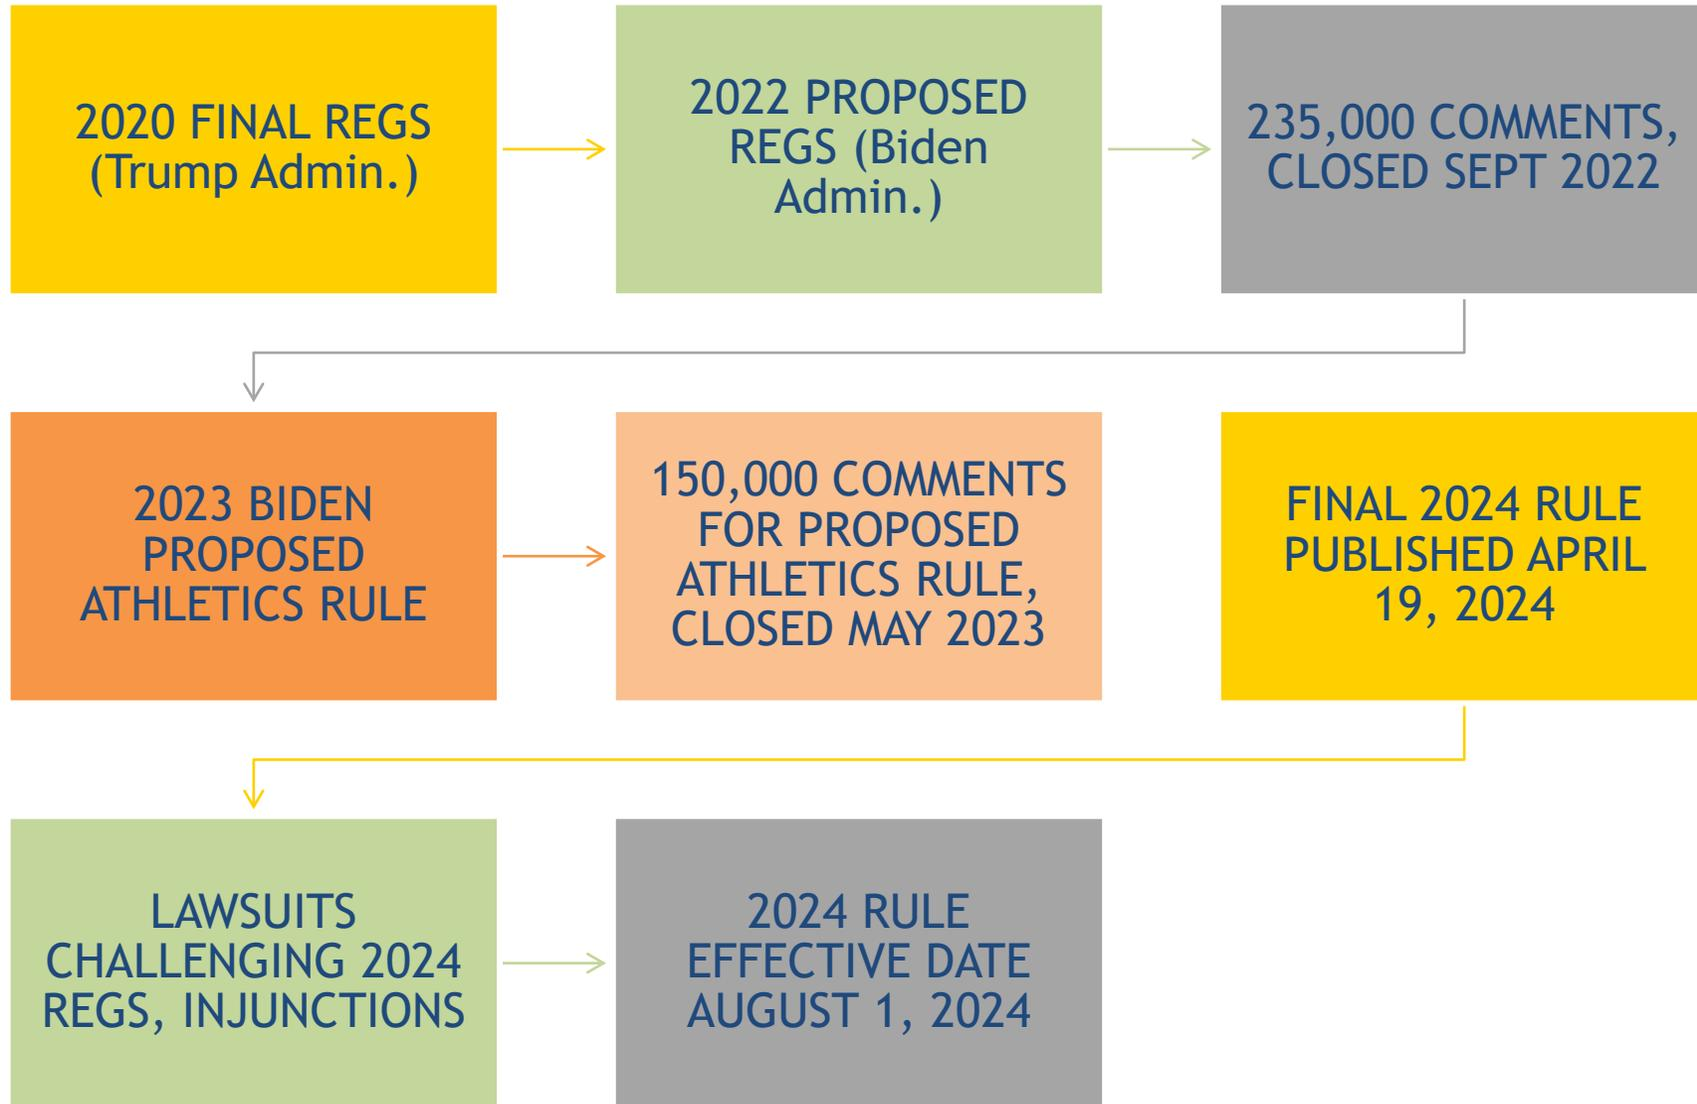 2020 FINAL REGS
(Trump Admin.)
2022 PROPOSED
REGS (Biden
Admin.)
235,000 COMMENTS,
CLOSED SEPT 2022
2023 BIDEN
PROPOSED
ATHLETICS RULE
150,000 COMMENTS
FOR PROPOSED
ATHLETICS RULE,
CLOSED MAY 2023
FINAL 2024 RULE
PUBLISHED APRIL
19, 2024
LAWSUITS
CHALLENGING 2024
REGS, INJUNCTIONS
2024 RULE
EFFECTIVE DATE
AUGUST 1, 2024